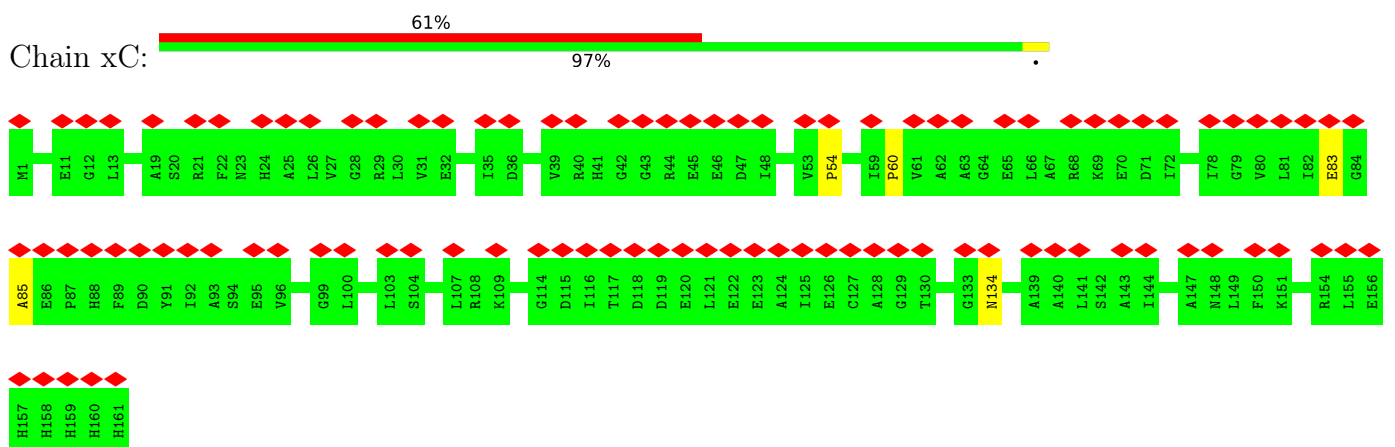 61%
Chain xC:
97%
.
M1 E11 G12 L13 A19 S20 R21 F22 N23 H24 A25 L26 V27 G28 R29 L30 V31 E32 I35 D36 V39 R40 H41 G42 G43 R44 E45 E46 D47 I48 V53 P54 I59 P60 V61 A62 A63 G64 E65 L66 A67 R68 K69 E70 D71 I72 I78 G79 V80 L81 I82 E83 G84
A85 E86 P87 H88 F89 D90 Y91 I92 A93 S94 E95 V96 G99 L100 L103 S104 L107 R108 K109 G114 D115 I116 T117 D118 D119 E120 L121 E122 E123 A124 I125 E126 C127 A128 G129 T130 G133 N134 A139 A140 L141 S142 A143 I144 A147 N148 L149 F150 K151 R154 L155 E156
H157 H158 H159 H160 H161